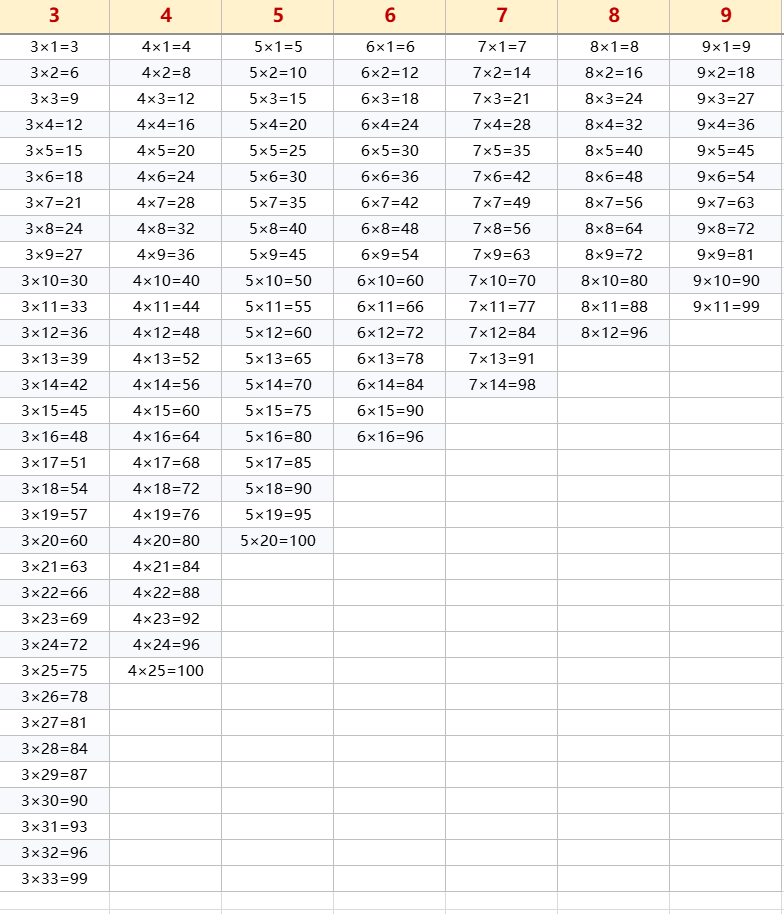 3 4 5 6 7 8 9
3×1=3 4×1=4 5×1=5 6×1=6 7×1=7 8×1=8 9×1=9
3×2=6 4×2=8 5×2=10 6×2=12 7×2=14 8×2=16 9×2=18
3×3=9 4×3=12 5×3=15 6×3=18 7×3=21 8×3=24 9×3=27
3×4=12 4×4=16 5×4=20 6×4=24 7×4=28 8×4=32 9×4=36
3×5=15 4×5=20 5×5=25 6×5=30 7×5=35 8×5=40 9×5=45
3×6=18 4×6=24 5×6=30 6×6=36 7×6=42 8×6=48 9×6=54
3×7=21 4×7=28 5×7=35 6×7=42 7×7=49 8×7=56 9×7=63
3×8=24 4×8=32 5×8=40 6×8=48 7×8=56 8×8=64 9×8=72
3×9=27 4×9=36 5×9=45 6×9=54 7×9=63 8×9=72 9×9=81
3×10=30 4×10=40 5×10=50 6×10=60 7×10=70 8×10=80 9×10=90
3×11=33 4×11=44 5×11=55 6×11=66 7×11=77 8×11=88 9×11=99
3×12=36 4×12=48 5×12=60 6×12=72 7×12=84 8×12=96
3×13=39 4×13=52 5×13=65 6×13=78 7×13=91
3×14=42 4×14=56 5×14=70 6×14=84 7×14=98
3×15=45 4×15=60 5×15=75 6×15=90
3×16=48 4×16=64 5×16=80 6×16=96
3×17=51 4×17=68 5×17=85
3×18=54 4×18=72 5×18=90
3×19=57 4×19=76 5×19=95
3×20=60 4×20=80 5×20=100
3×21=63 4×21=84
3×22=66 4×22=88
3×23=69 4×23=92
3×24=72 4×24=96
3×25=75 4×25=100
3×26=78
3×27=81
3×28=84
3×29=87
3×30=90
3×31=93
3×32=96
3×33=99